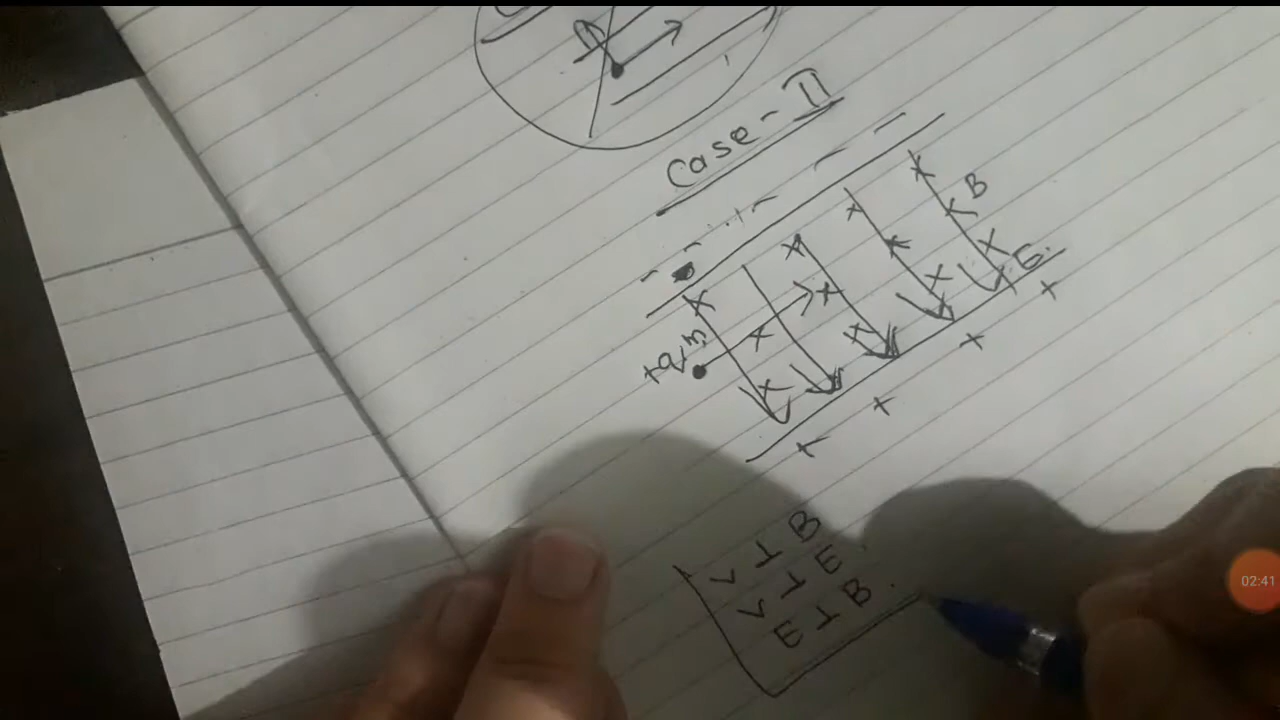 Case - II
B
+q, m
E.
V ⊥ B
V ⊥ E
E ⊥ B.
02:41